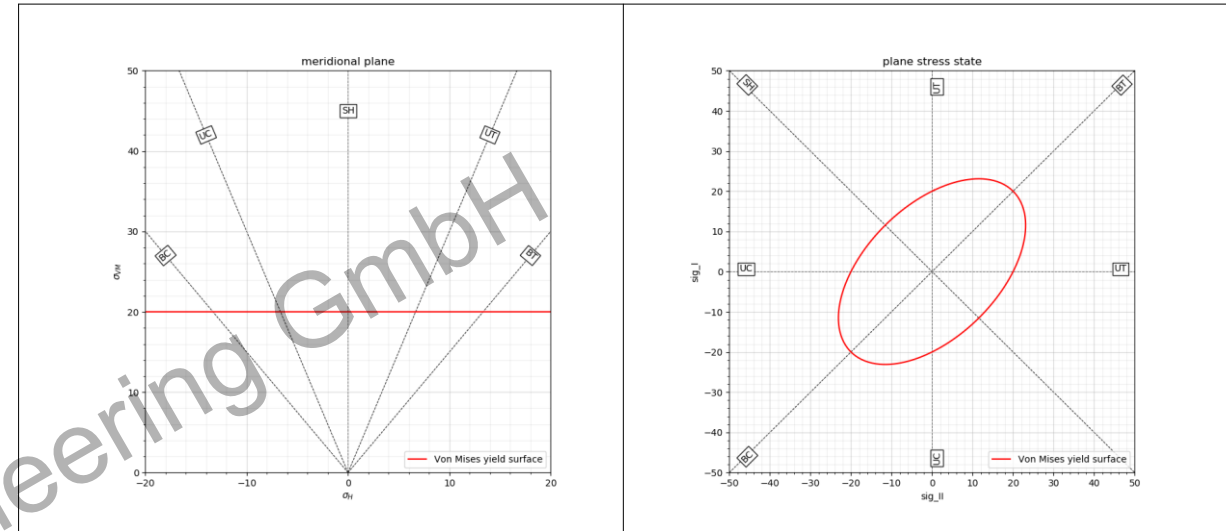 meridional plane
50
40
30
20
10
0
σVM
−20
−10
0
10
20
σH
UC
SH
UT
BC
BT
Von Mises yield surface
plane stress state
50
40
30
20
10
0
−10
−20
−30
−40
−50
sig_I
−50
−40
−30
−20
−10
0
10
20
30
40
50
sig_II
SH
UT
BT
UC
UT
BC
UC
Von Mises yield surface
neering GmbH